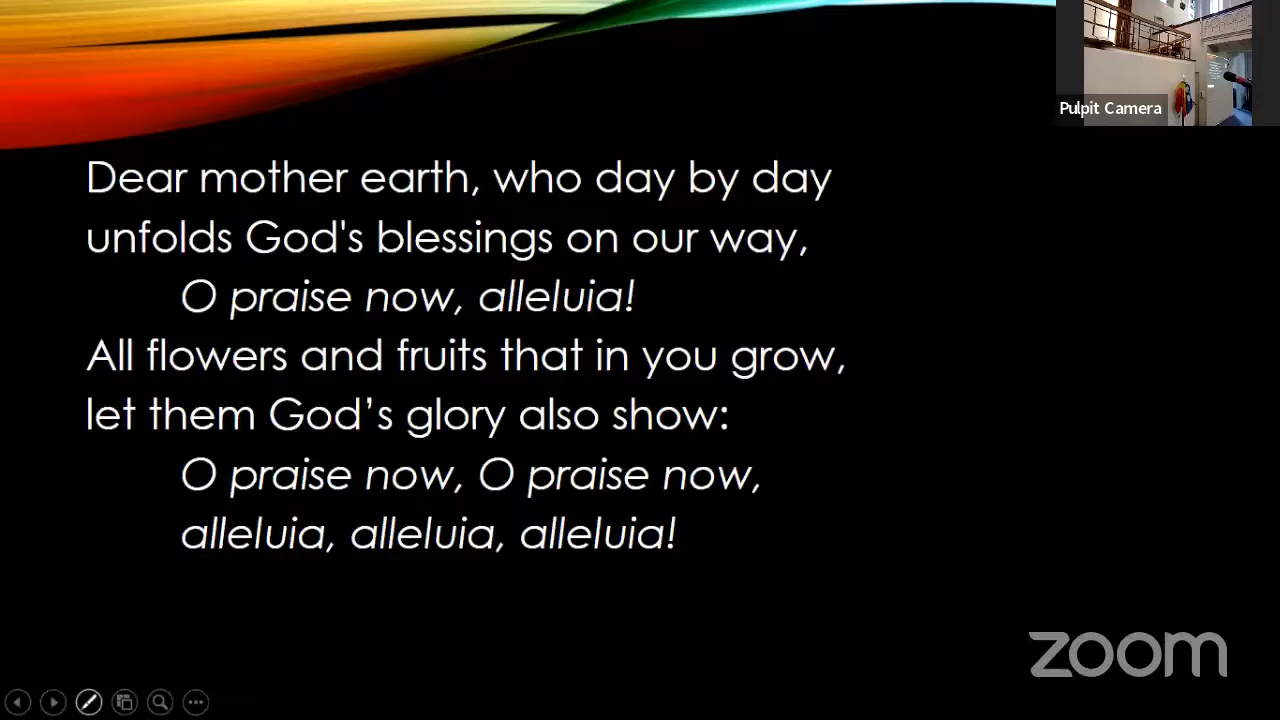 Pulpit Camera
Dear mother earth, who day by day
unfolds God's blessings on our way,
O praise now, alleluia!
All flowers and fruits that in you grow,
let them God’s glory also show:
O praise now, O praise now,
alleluia, alleluia, alleluia!
zoom